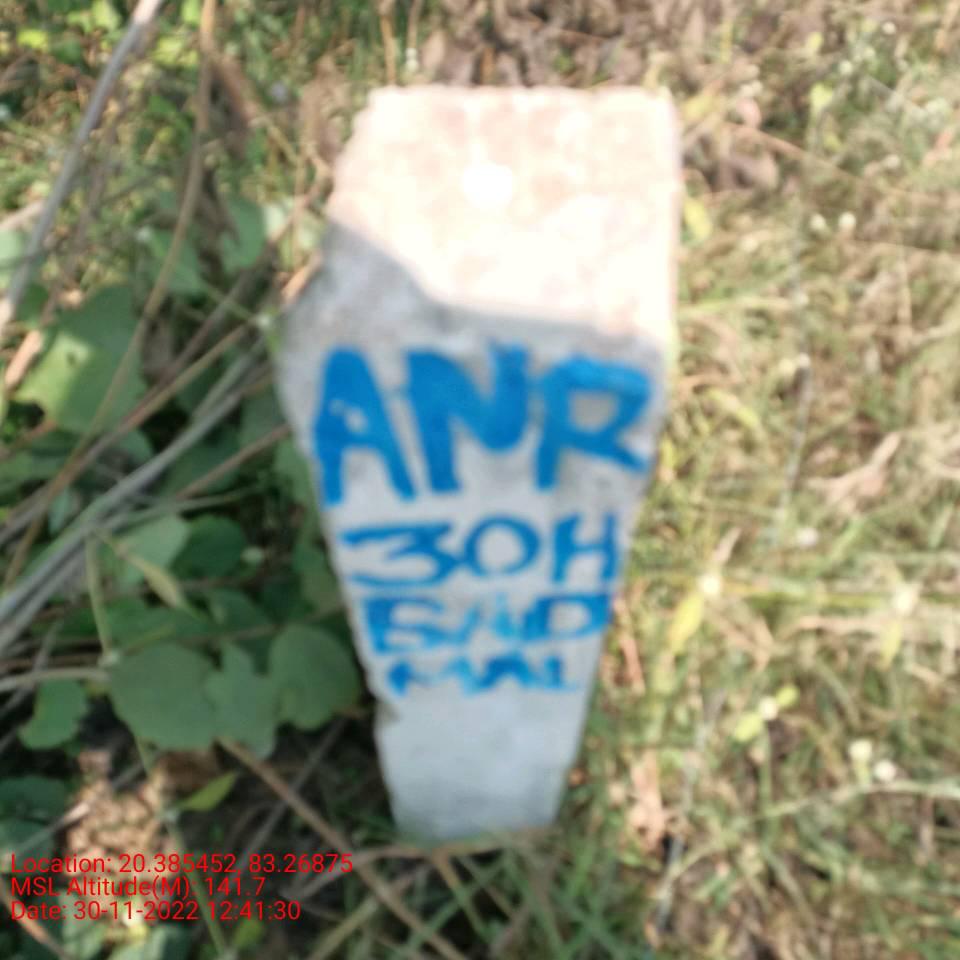 ANR
30H
Location: 20.385452, 83.26875
MSL Altitude(M). 141.7
Date: 30-11-2022 12:41:30